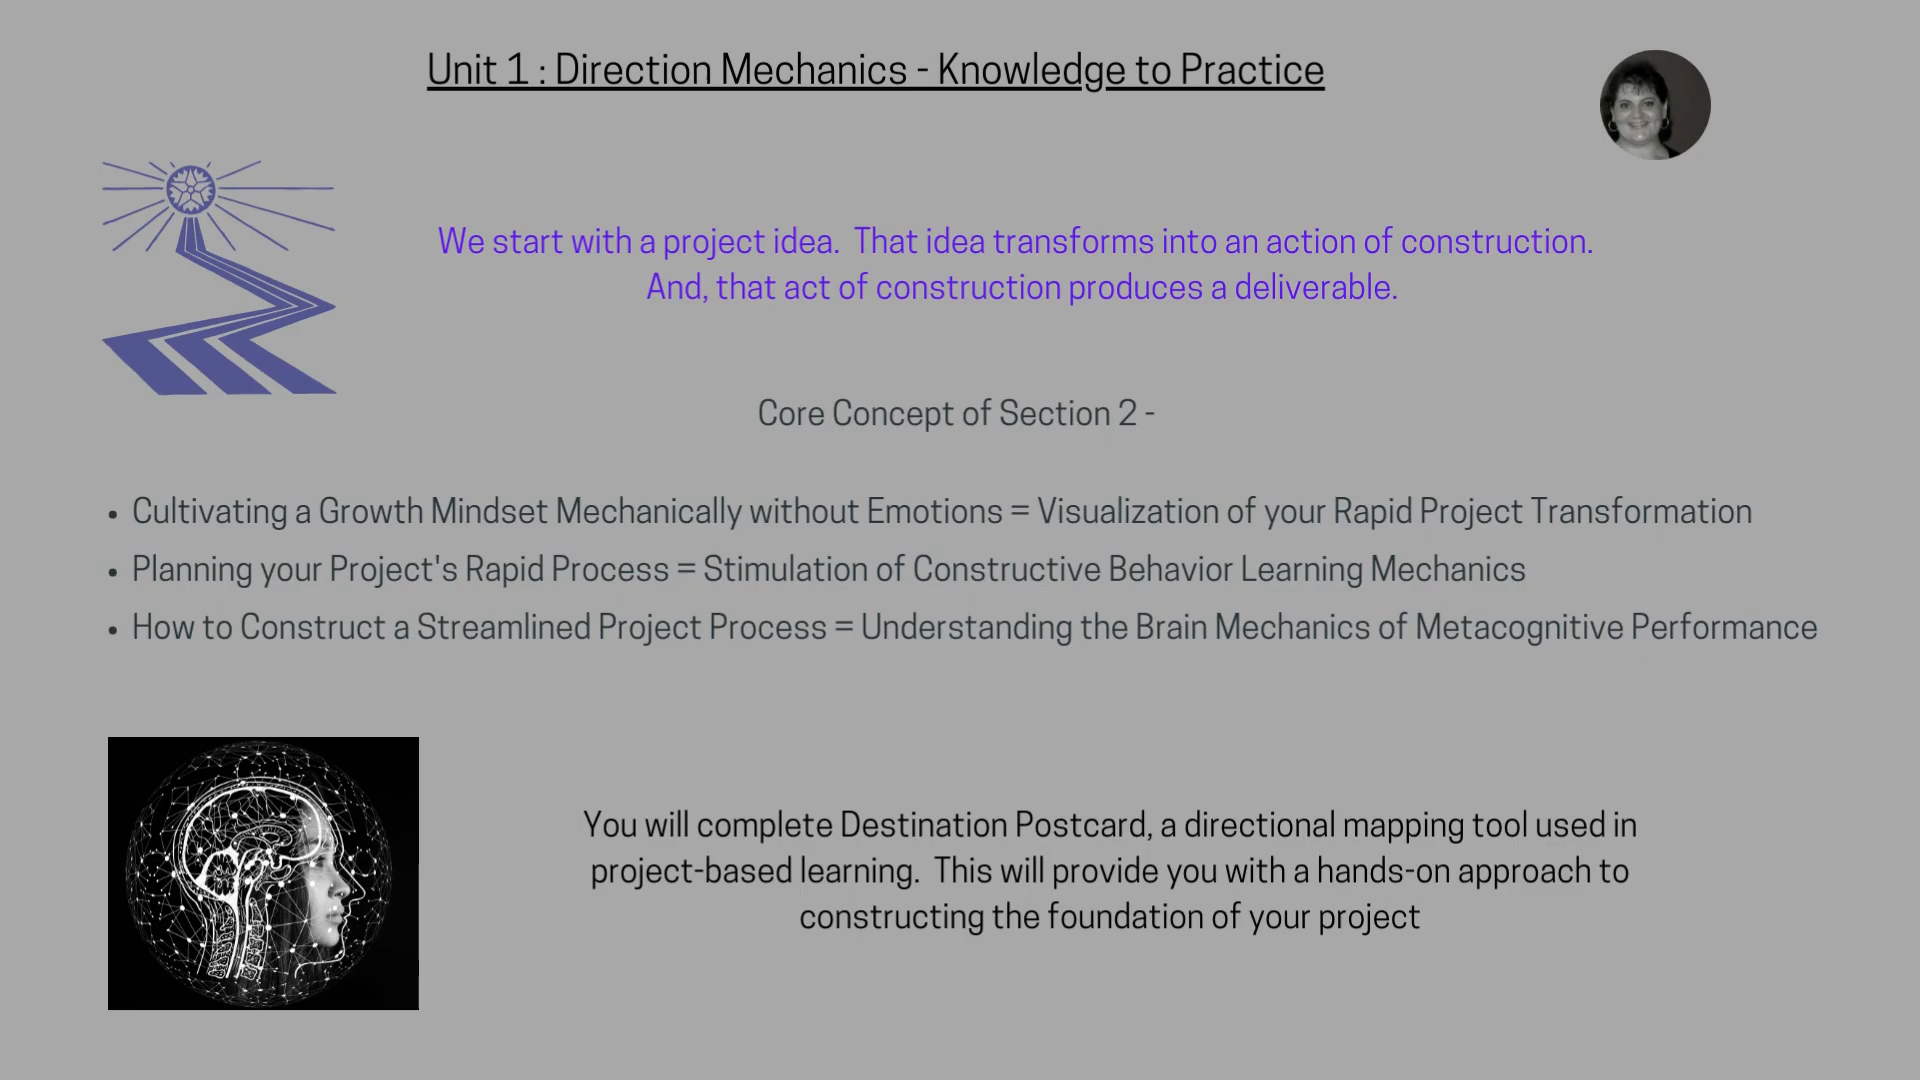 Unit 1 : Direction Mechanics - Knowledge to Practice
We start with a project idea.  That idea transforms into an action of construction.
And, that act of construction produces a deliverable.
Core Concept of Section 2 -
• Cultivating a Growth Mindset Mechanically without Emotions = Visualization of your Rapid Project Transformation
• Planning your Project's Rapid Process = Stimulation of Constructive Behavior Learning Mechanics
• How to Construct a Streamlined Project Process = Understanding the Brain Mechanics of Metacognitive Performance
You will complete Destination Postcard, a directional mapping tool used in
project-based learning.  This will provide you with a hands-on approach to
constructing the foundation of your project